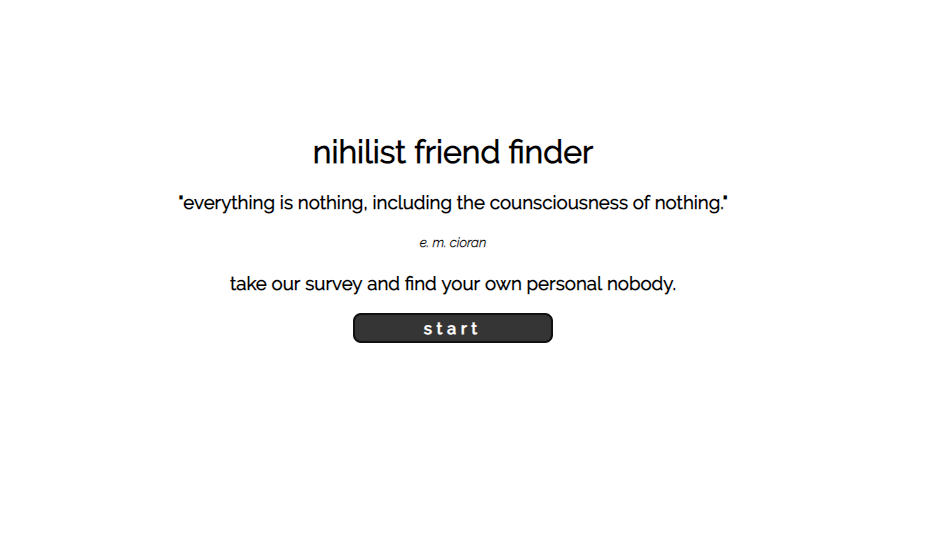 nihilist friend finder
"everything is nothing, including the counsciousness of nothing."
e. m. cioran
take our survey and find your own personal nobody.
start